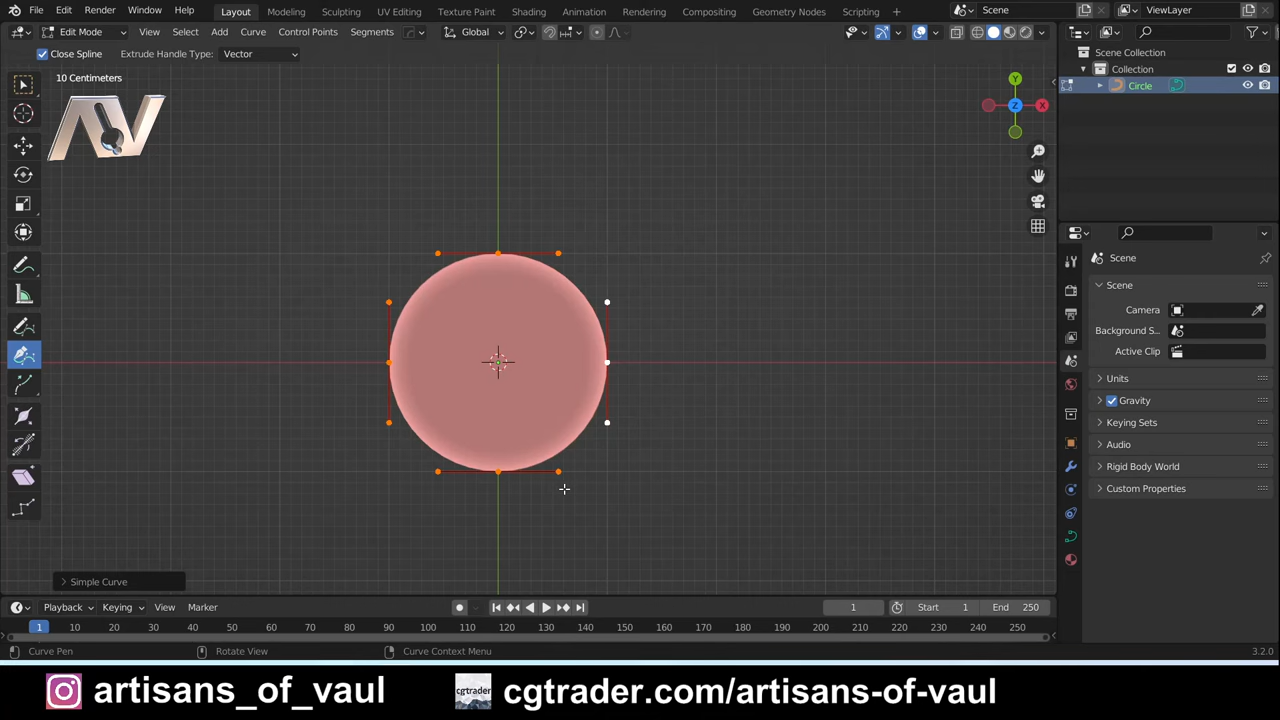 File Edit Render Window Help Layout Modeling Sculpting UV Editing Texture Paint Shading Animation Rendering Compositing Geometry Nodes Scripting + Scene ViewLayer
Edit Mode View Select Add Curve Control Points Segments Global
Close Spline Extrude Handle Type: Vector
Scene Collection
Collection
Circle
10 Centimeters
AV
Y
Z
X
Scene
Scene
Camera
Background S...
Active Clip
Units
Gravity
Keying Sets
Audio
Rigid Body World
Custom Properties
Simple Curve
Playback Keying View Marker 1 Start 1 End 250
1 10 20 30 40 50 60 70 80 90 100 110 120 130 140 150 160 170 180 190 200 210 220 230 240 250
Curve Pen Rotate View Curve Context Menu 3.2.0
artisans_of_vaul cgtrader cgtrader.com/artisans-of-vaul